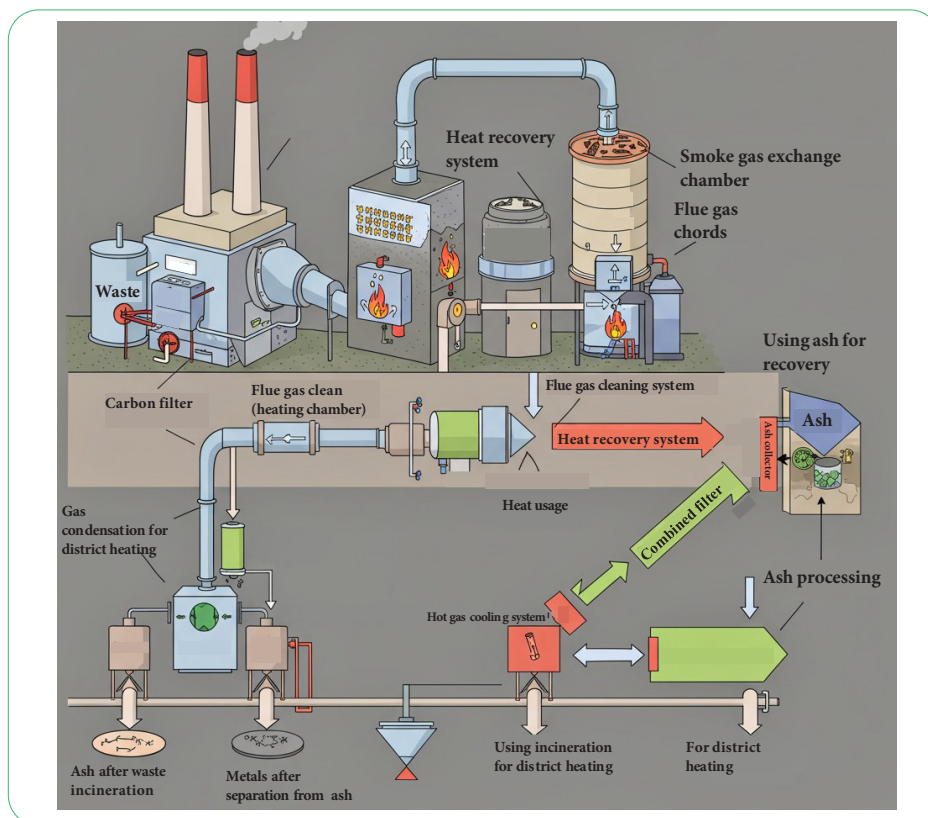 Heat recovery
system
Smoke gas exchange
chamber
Flue gas
chords
Waste
Using ash for
recovery
Carbon filter
Flue gas clean
(heating chamber)
Flue gas cleaning system
Heat recovery system
Ash collector
Ash
Heat usage
Combined filter
Gas
condensation for
district heating
Ash processing
Hot gas cooling system
Using incineration
for district heating
For district
heating
Ash after waste
incineration
Metals after
separation from ash